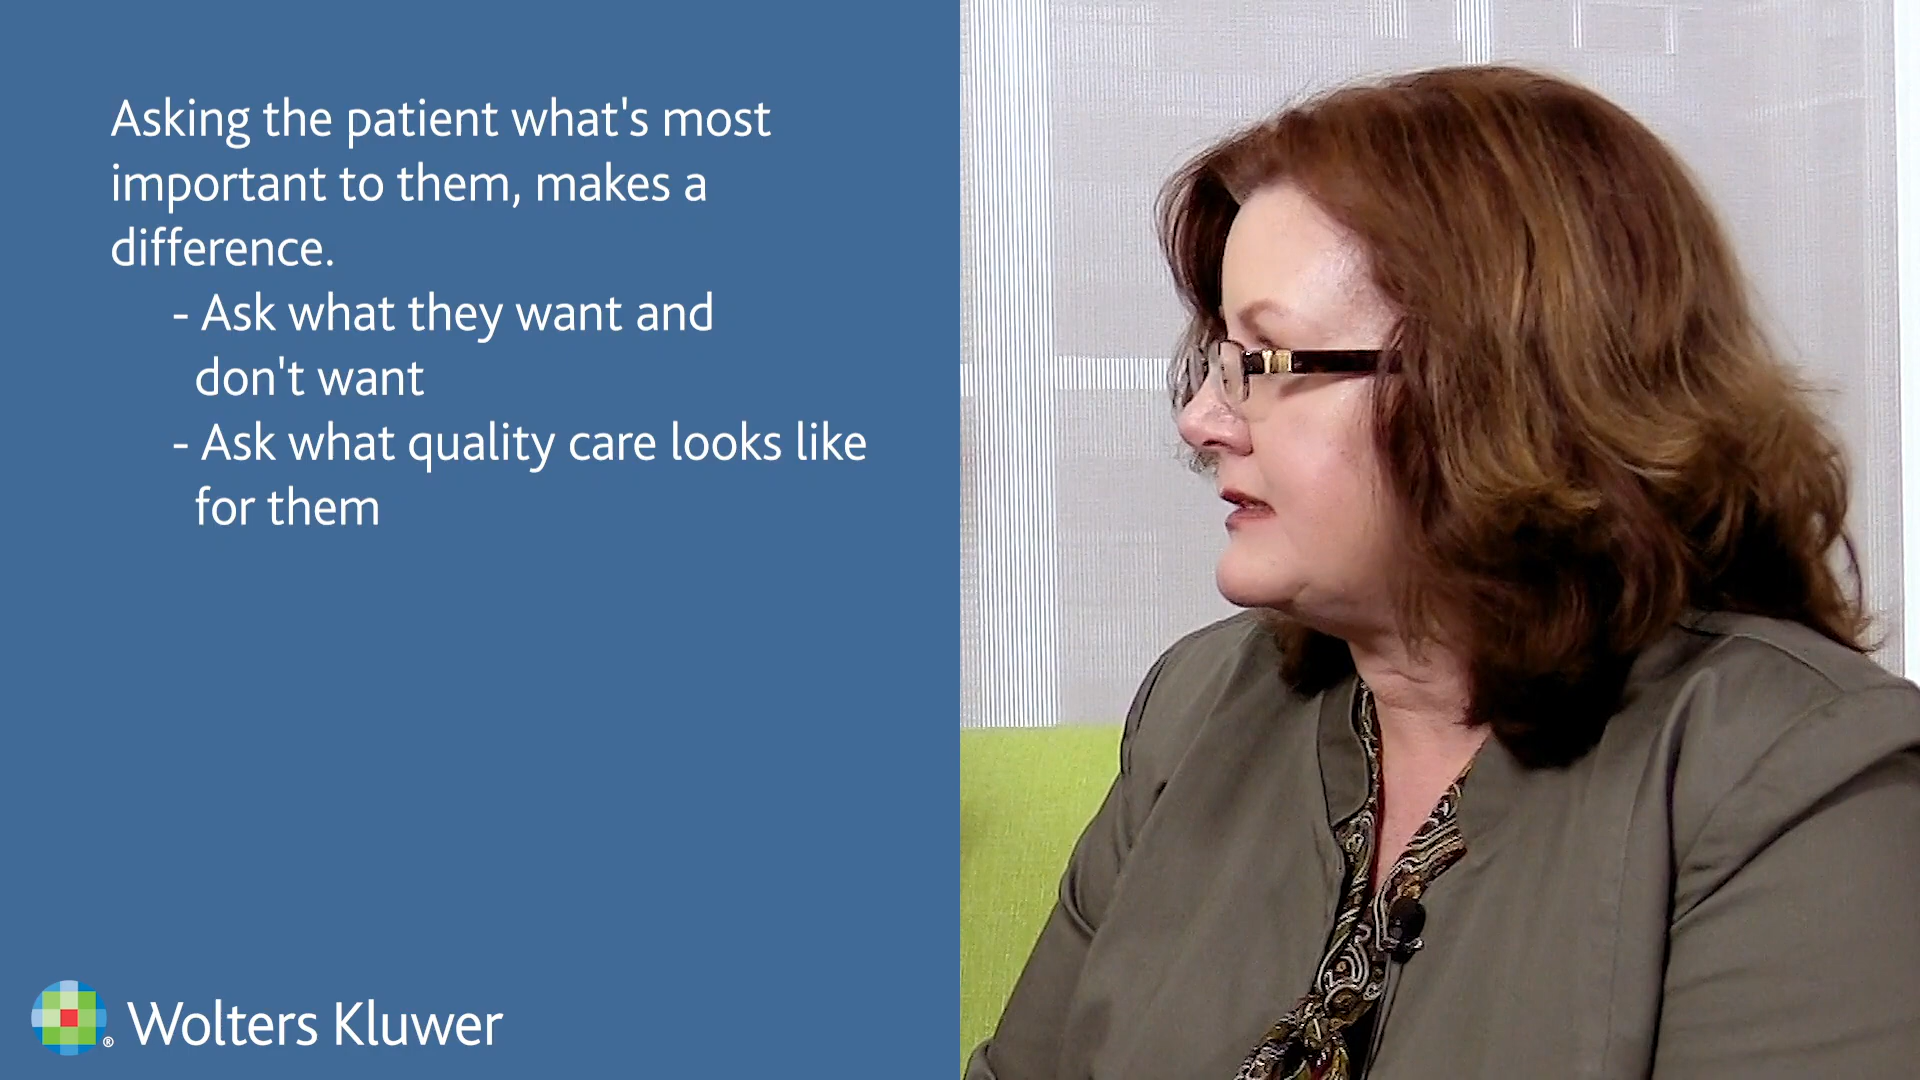 Asking the patient what's most
important to them, makes a
difference.
- Ask what they want and
don't want
- Ask what quality care looks like
for them
® Wolters Kluwer